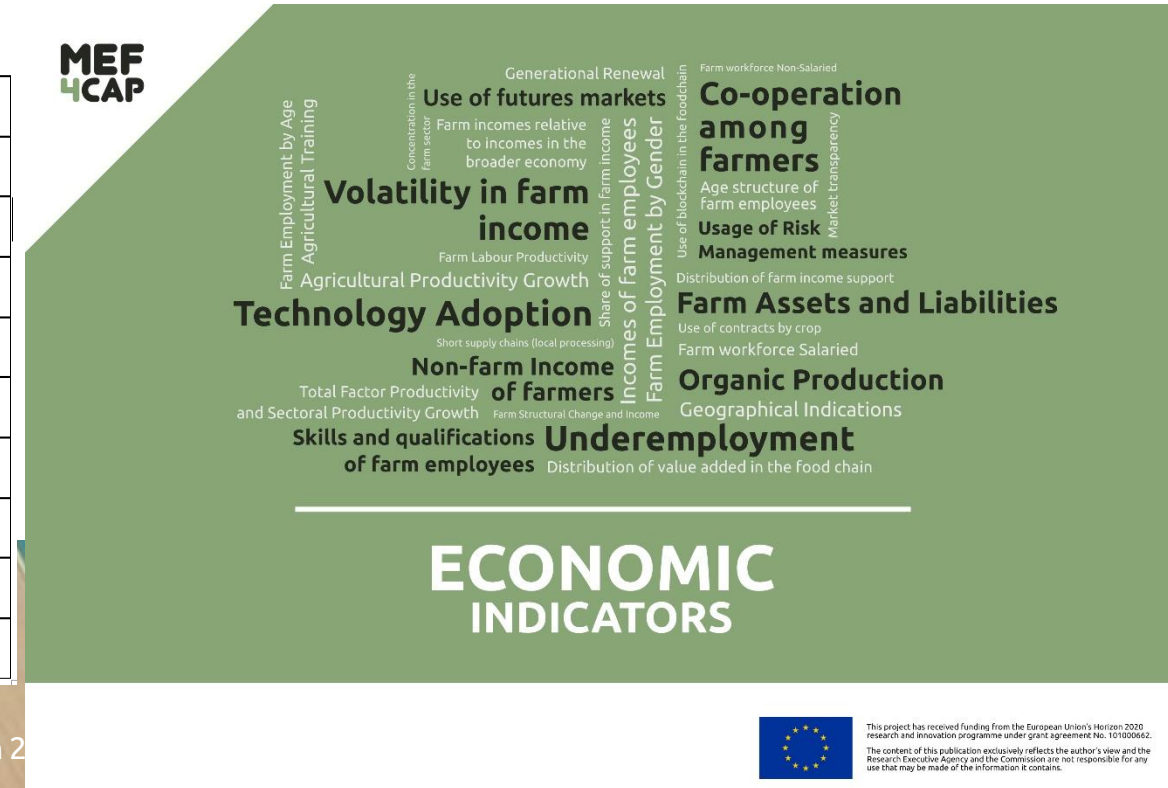 MEF
4CAP
Generational Renewal
Use of futures markets
Concentration in the
farm sector
Farm incomes relative
to incomes in the
broader economy
Farm Employment by Age
Agricultural Training
Volatility in farm
income
Farm Labour Productivity
Agricultural Productivity Growth
Technology Adoption
Short supply chains (local processing)
Non-farm Income
of farmers
Total Factor Productivity
and Sectoral Productivity Growth
Farm Structural Change and Income
Skills and qualifications
of farm employees
Share of support in farm income
Incomes of farm employees
Farm Employment by Gender
Use of blockchain in the foodchain
Farm workforce Non-Salaried
Co-operation
among
farmers
Market transparency
Age structure of
farm employees
Usage of Risk
Management measures
Distribution of farm income support
Farm Assets and Liabilities
Use of contracts by crop
Farm workforce Salaried
Organic Production
Geographical Indications
Underemployment
Distribution of value added in the food chain
ECONOMIC
INDICATORS
2
This project has received funding from the European Union's Horizon 2020
research and innovation programme under grant agreement No. 101000662.
The content of this publication exclusively reflects the author's view and the
Research Executive Agency and the Commission are not responsible for any
use that may be made of the information it contains.